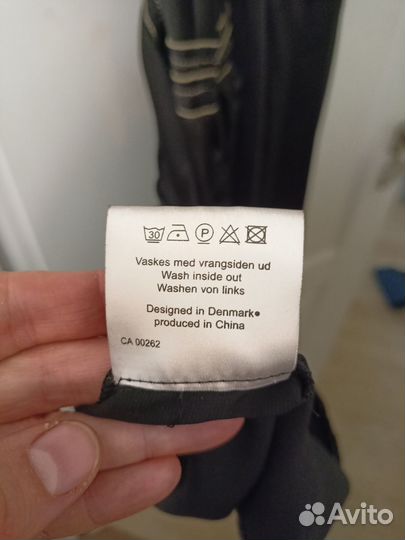 30 P
Vaskes med vrangsiden ud
Wash inside out
Washen von links
Designed in Denmark
produced in China
CA 00262
Avito